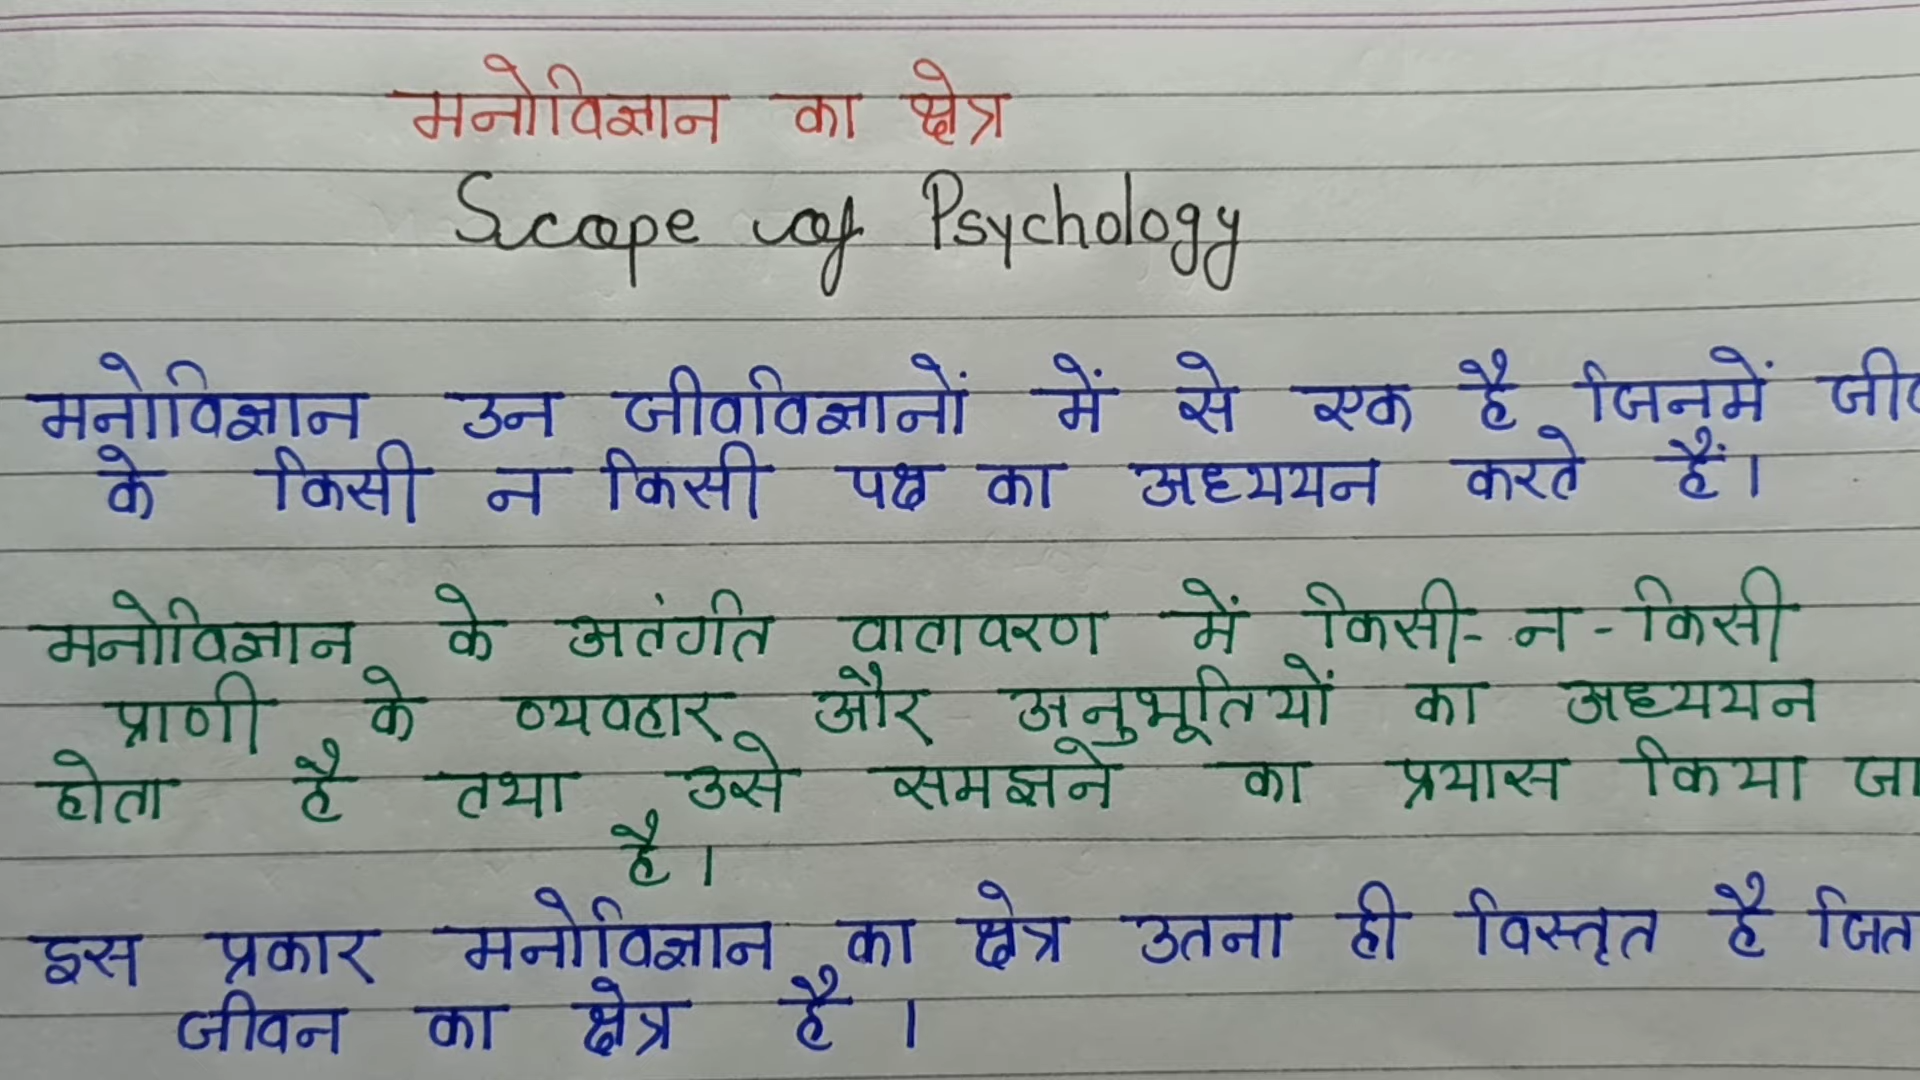 मनोविज्ञान का क्षेत्र
Scope of Psychology
मनोविज्ञान उन जीवविज्ञानों में से एक है जिनमें
के किसी न किसी पक्ष का अध्ययन करते हैं।
मनोविज्ञान के अतंर्गत वातावरण में किसी-न-किसी
प्राणी के व्यवहार और अनुभूतियों का अध्ययन
होता है तथा उसे समझने का प्रयास किया जा
है।
इस प्रकार मनोविज्ञान का क्षेत्र उतना ही विस्तृत है
जीवन का क्षेत्र है।